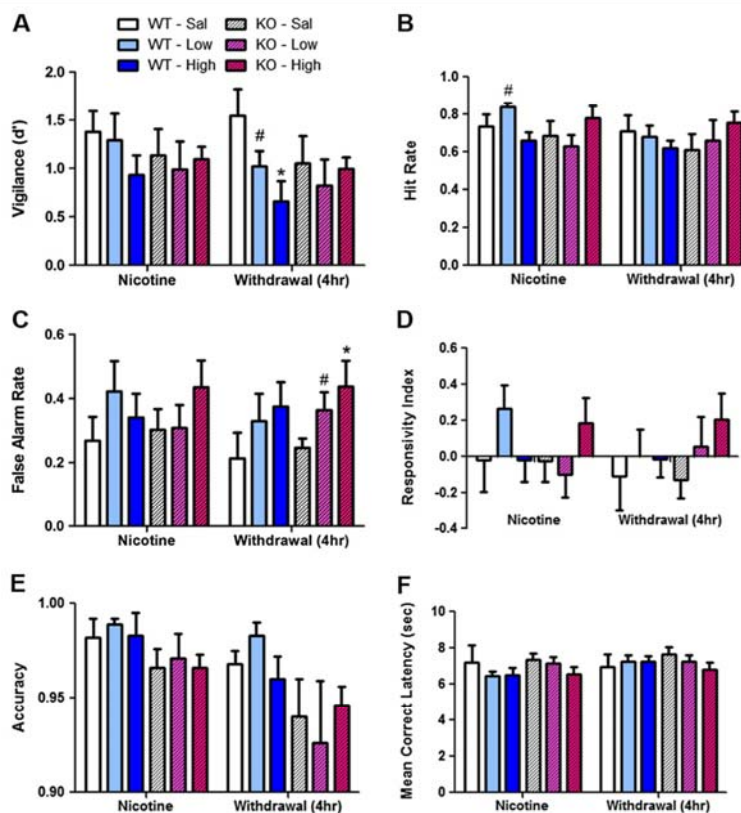 A
WT - Sal
KO - Sal
WT - Low
KO - Low
WT - High
KO - High
Vigilance (d')
2.0
1.5
1.0
0.5
0.0
#
*
Nicotine
Withdrawal (4hr)
B
Hit Rate
1.0
0.8
0.6
0.4
0.2
0.0
#
Nicotine
Withdrawal (4hr)
C
False Alarm Rate
0.6
0.4
0.2
0.0
#
*
Nicotine
Withdrawal (4hr)
D
Responsivity Index
0.6
0.4
0.2
0.0
-0.2
-0.4
Nicotine
Withdrawal (4hr)
E
Accuracy
1.00
0.95
0.90
Nicotine
Withdrawal (4hr)
F
Mean Correct Latency (sec)
10
8
6
4
2
0
Nicotine
Withdrawal (4hr)